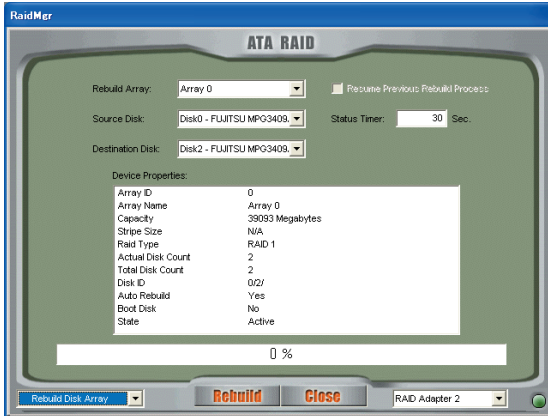 RaidMgr
ATA RAID
Rebuild Array: Array 0
Resume Previous Rebuild Process
Source Disk: Disk0 - FUJITSU MPG3409.
Status Timer: 30 Sec.
Destination Disk: Disk2 - FUJITSU MPG3409.
Device Properties:
Array ID 0
Array Name Array 0
Capacity 39093 Megabytes
Stripe Size N/A
Raid Type RAID 1
Actual Disk Count 2
Total Disk Count 2
Disk ID 0/2/
Auto Rebuild Yes
Boot Disk No
State Active
0 %
Rebuild Disk Array
Rebuild
Close
RAID Adapter 2